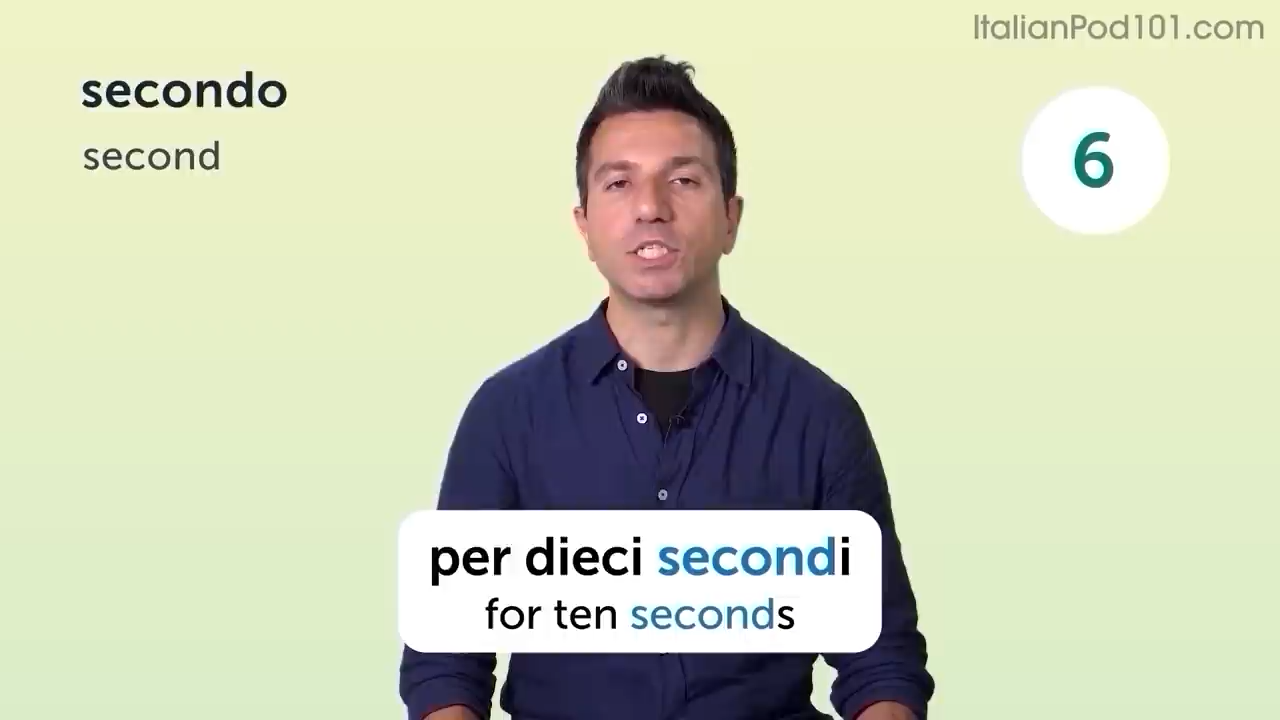 ItalianPod101.com
secondo
second
6
per dieci secondi
for ten seconds